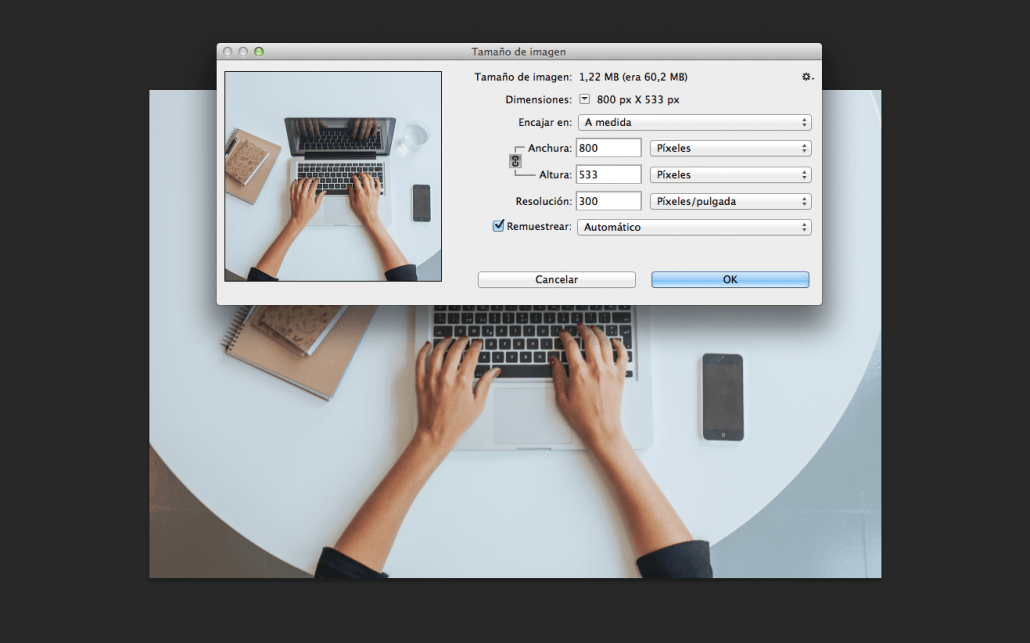 Tamaño de imagen
Tamaño de imagen: 1,22 MB (era 60,2 MB)
Dimensiones: 800 px X 533 px
Encajar en: A medida
Anchura: 800 Píxeles
Altura: 533 Píxeles
Resolución: 300 Píxeles/pulgada
Remuestrear: Automático
Cancelar OK